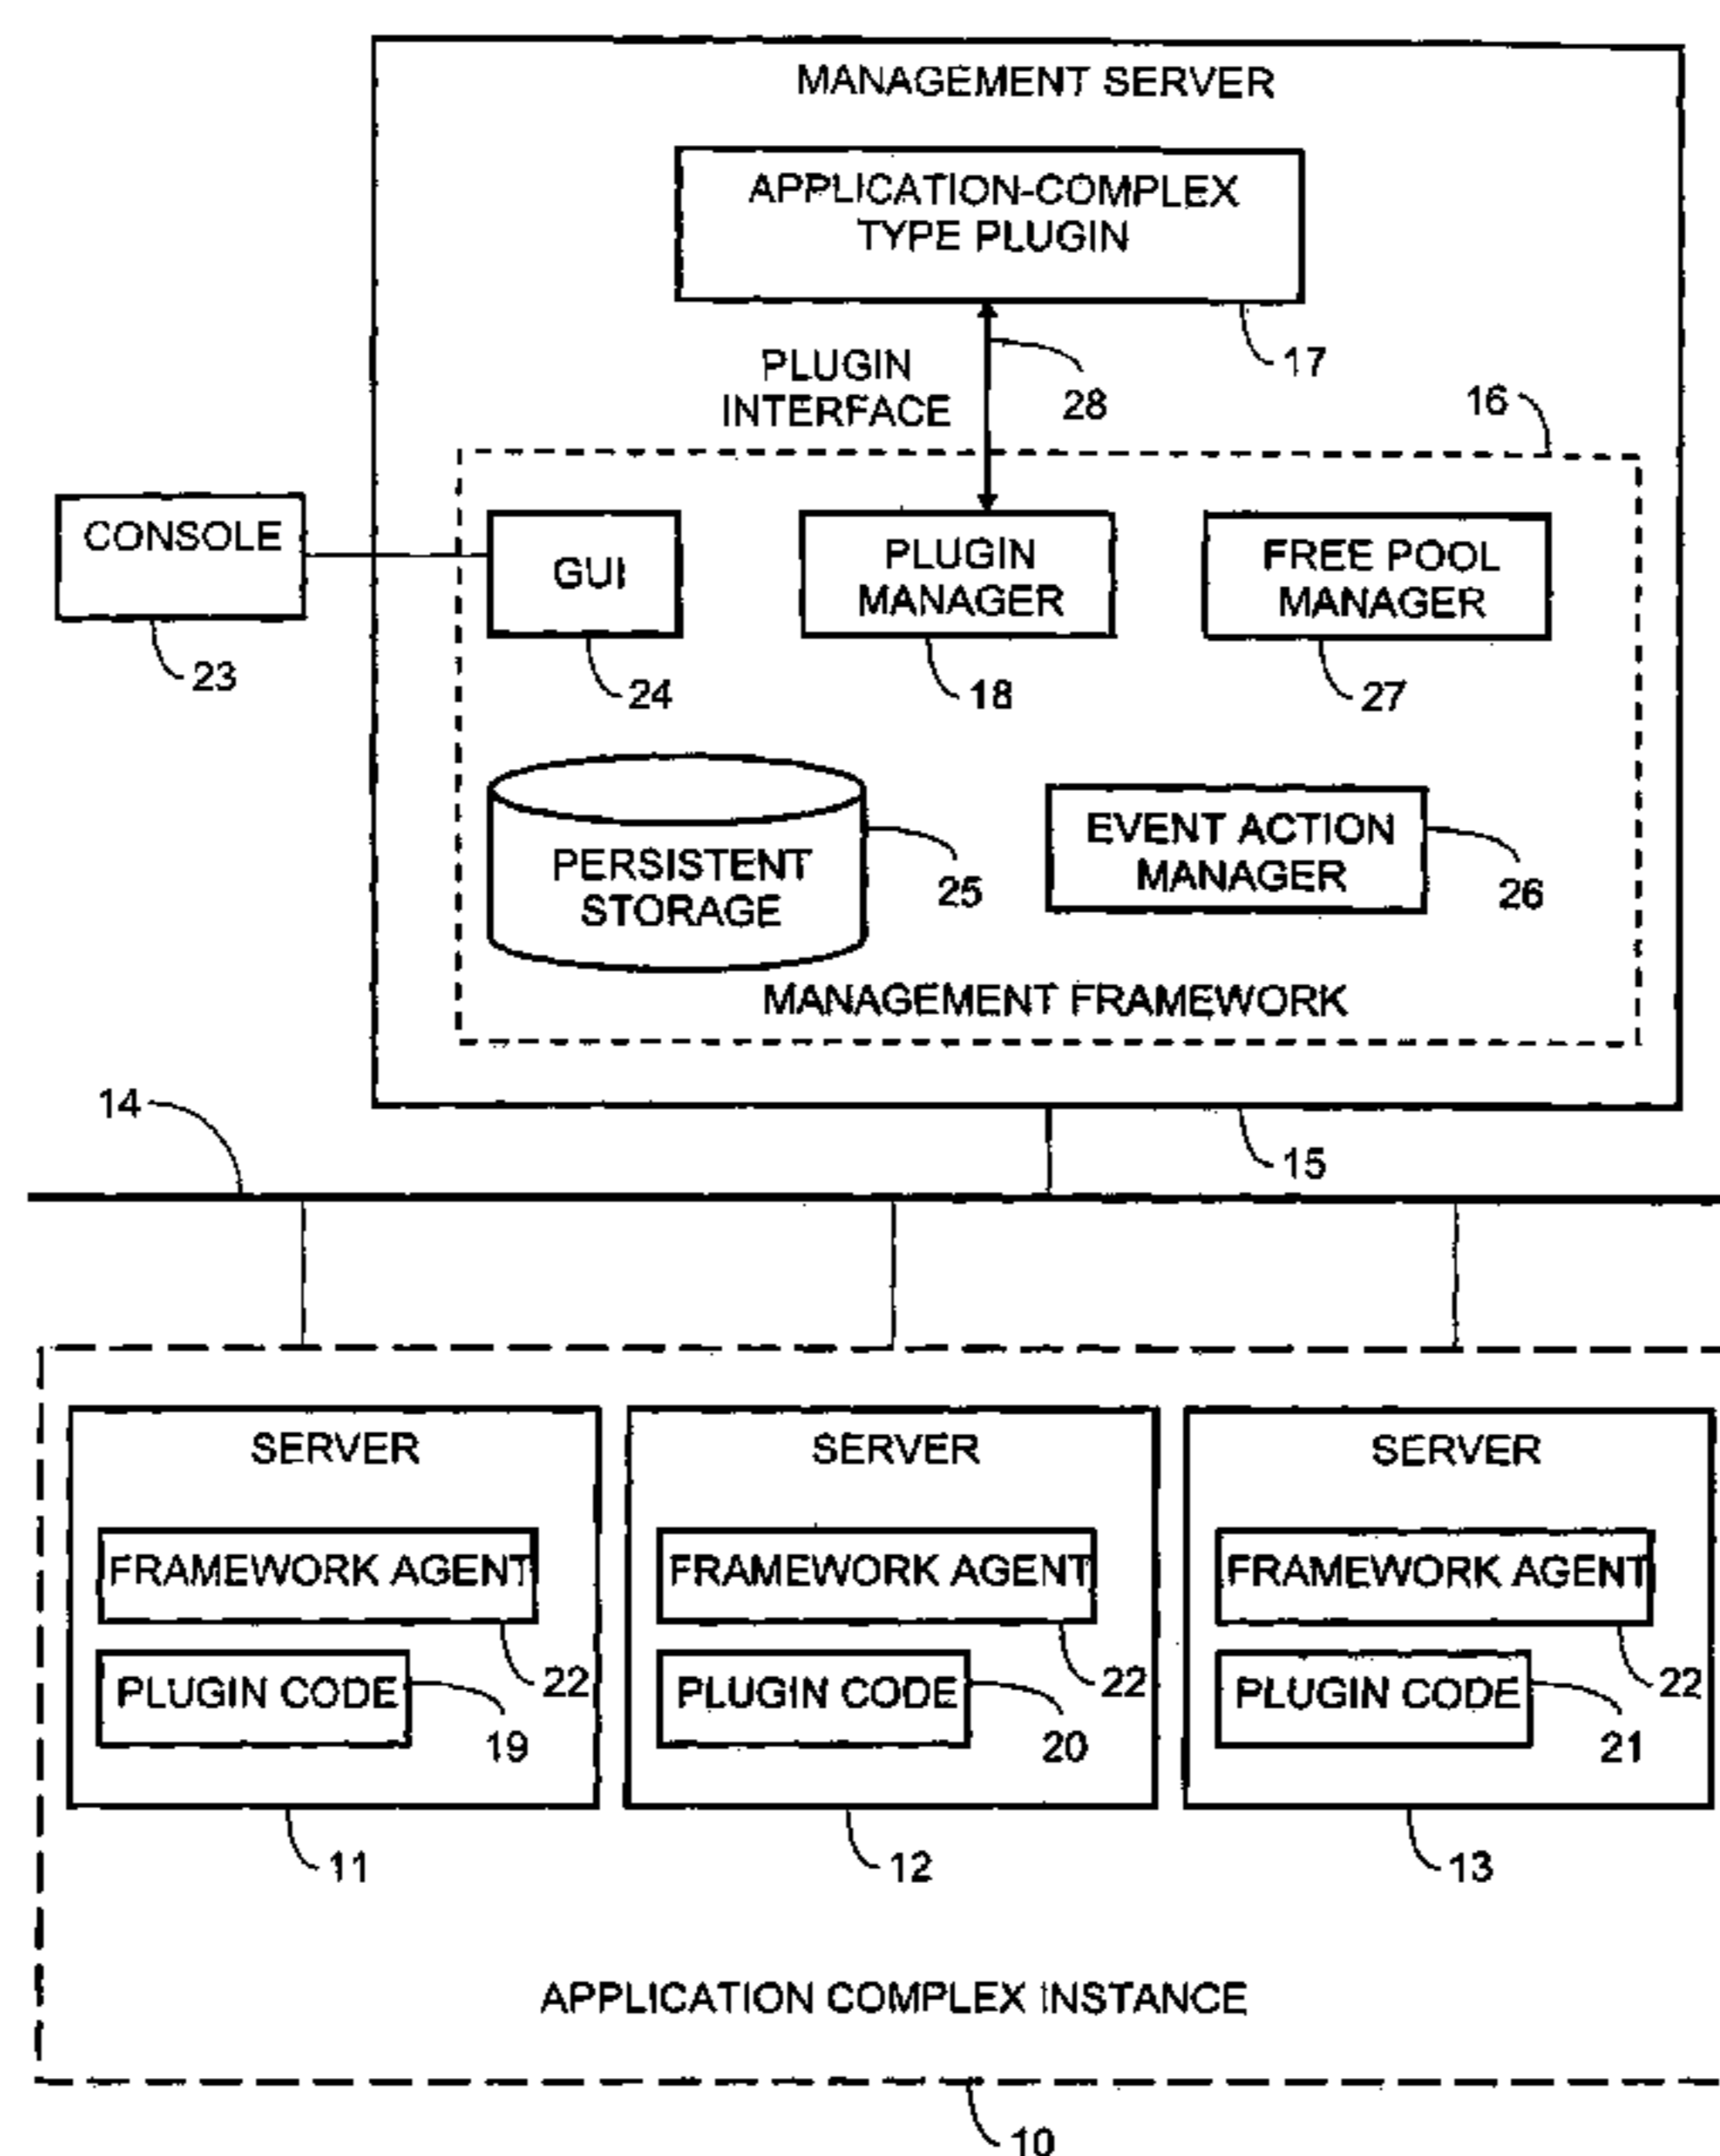 MANAGEMENT SERVER
APPLICATION-COMPLEX
TYPE PLUGIN
17
PLUGIN
INTERFACE
28
16
CONSOLE
23
GUI
24
PLUGIN
MANAGER
18
FREE POOL
MANAGER
27
PERSISTENT
STORAGE
25
EVENT ACTION
MANAGER
26
MANAGEMENT FRAMEWORK
14
15
SERVER
FRAMEWORK AGENT
22
PLUGIN CODE
19
11
SERVER
FRAMEWORK AGENT
22
PLUGIN CODE
20
12
SERVER
FRAMEWORK AGENT
22
PLUGIN CODE
21
13
APPLICATION COMPLEX INSTANCE
10